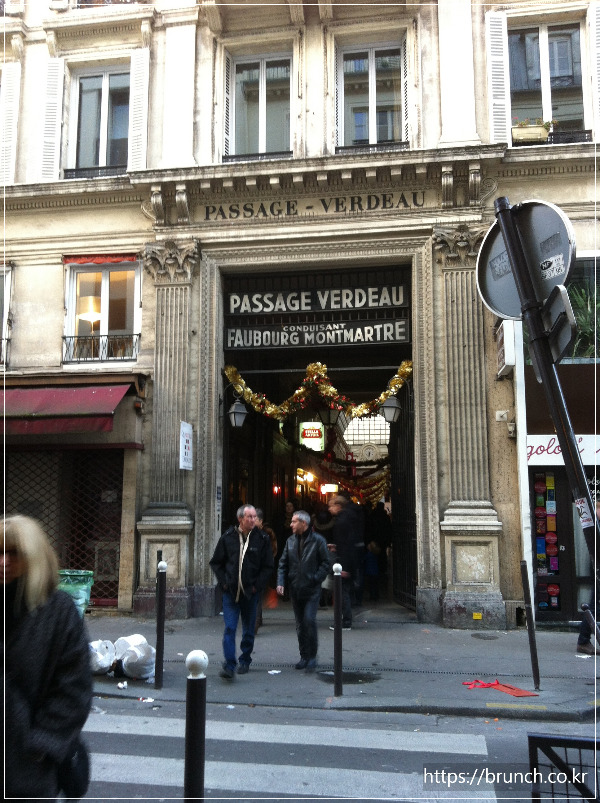 PASSAGE - VERDEAU
PASSAGE VERDEAU
CONDUISANT
FAUBOURG MONTMARTRE
https://brunch.co.kr